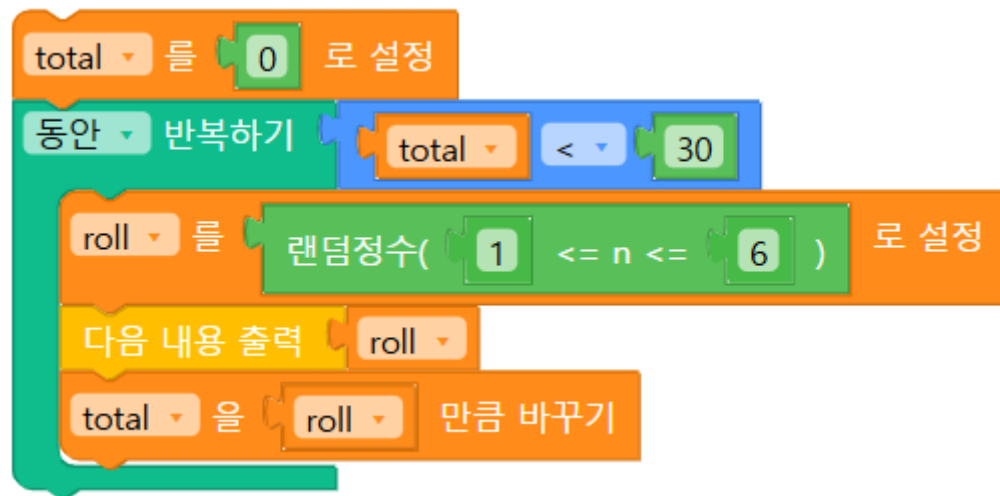 total 를 0 로 설정
동안 반복하기 total < 30
roll 를 랜덤정수( 1 <= n <= 6 ) 로 설정
다음 내용 출력 roll
total 을 roll 만큼 바꾸기